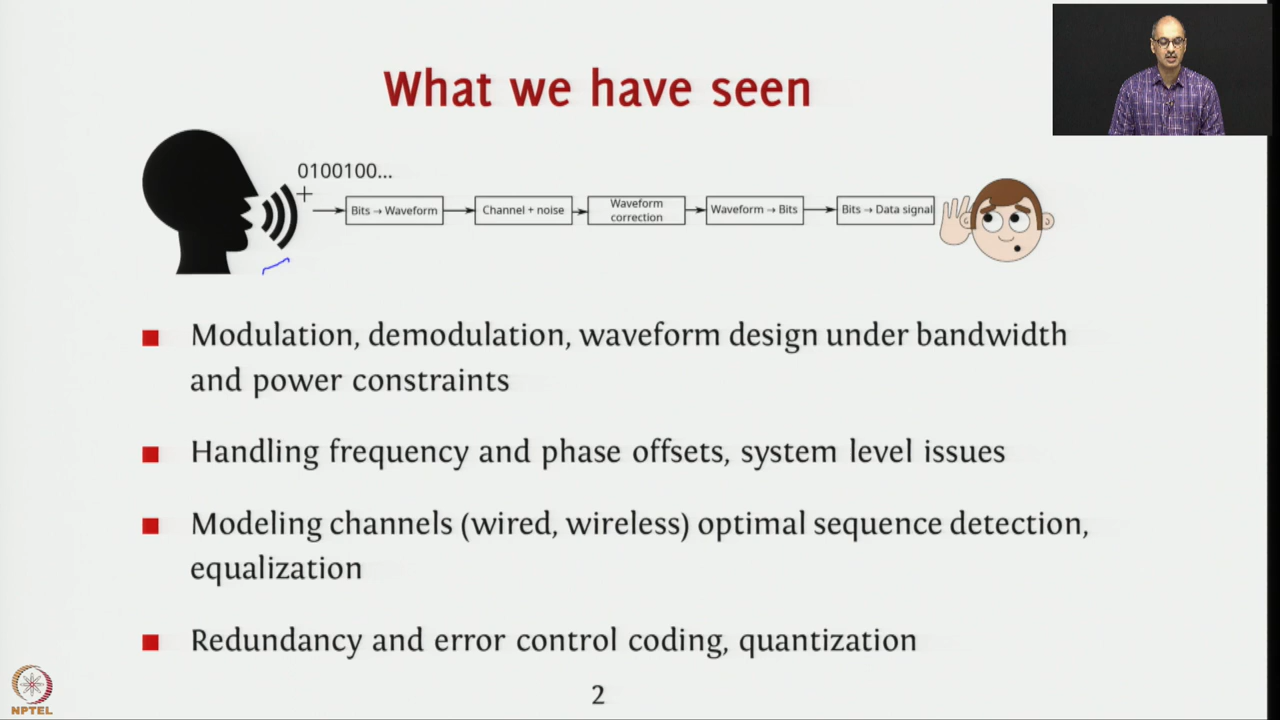 What we have seen
0100100...
Bits → Waveform
Channel + noise
Waveform
correction
Waveform → Bits
Bits → Data signal
Modulation, demodulation, waveform design under bandwidth
and power constraints
Handling frequency and phase offsets, system level issues
Modeling channels (wired, wireless) optimal sequence detection,
equalization
Redundancy and error control coding, quantization
2
NPTEL